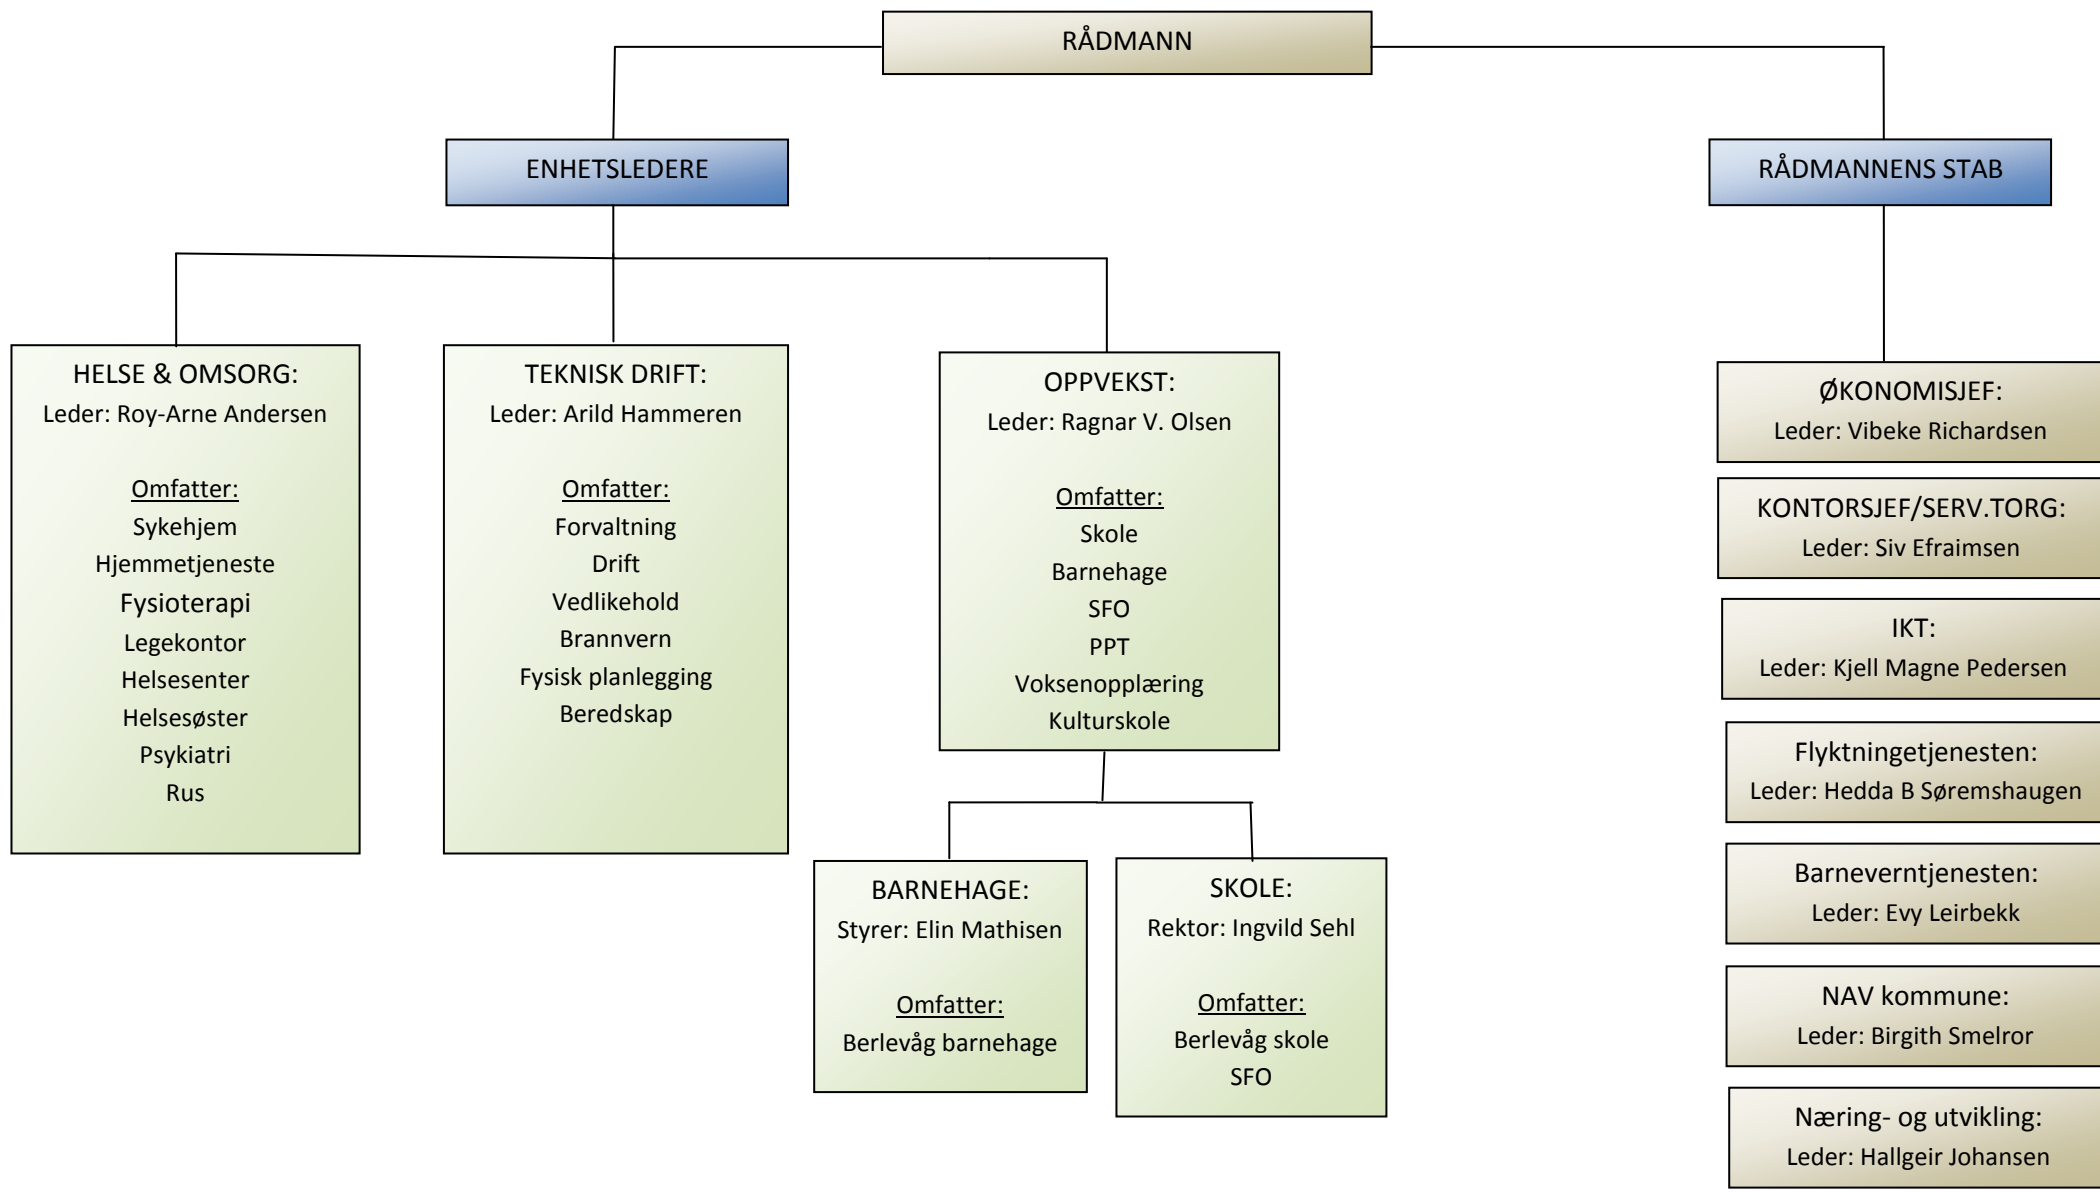 RÅDMANN
ENHETSLEDERE
RÅDMANNENS STAB
HELSE & OMSORG:
Leder: Roy-Arne Andersen
Omfatter:
Sykehjem
Hjemmetjeneste
Fysioterapi
Legekontor
Helsesenter
Helsesøster
Psykiatri
Rus
TEKNISK DRIFT:
Leder: Arild Hammeren
Omfatter:
Forvaltning
Drift
Vedlikehold
Brannvern
Fysisk planlegging
Beredskap
OPPVEKST:
Leder: Ragnar V. Olsen
Omfatter:
Skole
Barnehage
SFO
PPT
Voksenopplæring
Kulturskole
BARNEHAGE:
Styrer: Elin Mathisen
Omfatter:
Berlevåg barnehage
SKOLE:
Rektor: Ingvild Sehl
Omfatter:
Berlevåg skole
SFO
ØKONOMISJEF:
Leder: Vibeke Richardsen
KONTORSJEF/SERV.TORG:
Leder: Siv Efraimsen
IKT:
Leder: Kjell Magne Pedersen
Flyktningetjenesten:
Leder: Hedda B Søremshaugen
Barneverntjenesten:
Leder: Evy Leirbekk
NAV kommune:
Leder: Birgith Smelror
Næring- og utvikling:
Leder: Hallgeir Johansen